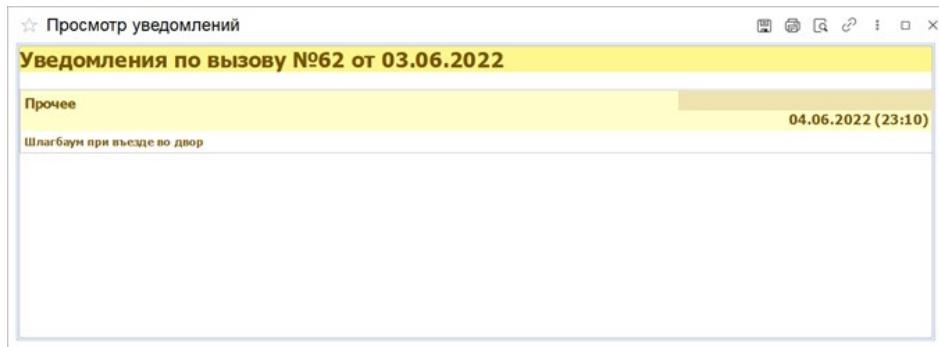 Просмотр уведомлений
Уведомления по вызову №62 от 03.06.2022
Прочее
04.06.2022 (23:10)
Шлагбаум при въезде во двор